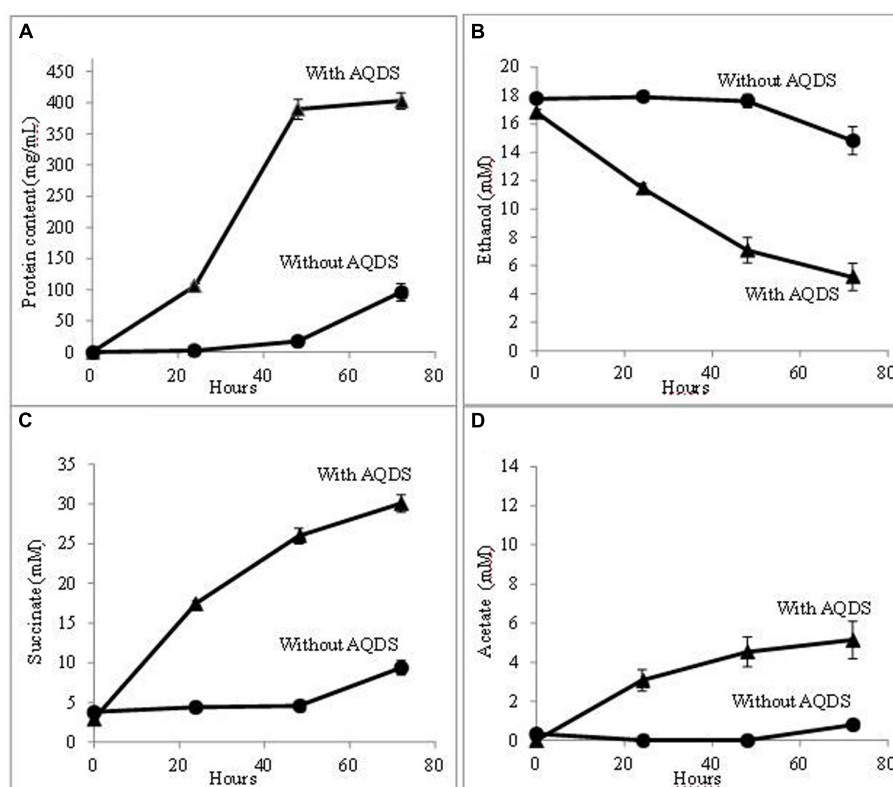 A
Protein content (mg/mL)
450
400
350
300
250
200
150
100
50
0
With AQDS
Without AQDS
0 20 40 60 80
Hours
B
Ethanol (mM)
20
18
16
14
12
10
8
6
4
2
0
Without AQDS
With AQDS
0 20 40 60 80
Hours
C
Succinate (mM)
35
30
25
20
15
10
5
0
With AQDS
Without AQDS
0 20 40 60 80
Hours
D
Acetate (mM)
14
12
10
8
6
4
2
0
With AQDS
Without AQDS
0 20 40 60 80
Hours